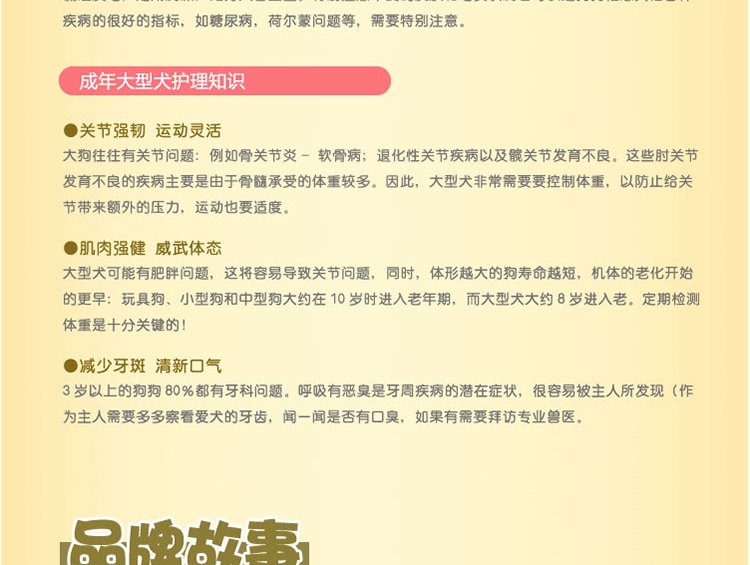 疾病的很好的指标，如糖尿病，荷尔蒙问题等，需要特别注意。
成年大型犬护理知识
●关节强韧 运动灵活
大狗往往有关节问题：例如骨关节炎 – 软骨病；退化性关节疾病以及髋关节发育不良。这些肘关节
发育不良的疾病主要是由于骨髓承受的体重较多。因此，大型犬非常需要要控制体重，以防止给关
节带来额外的压力，运动也要适度。
●肌肉强健 威武体态
大型犬可能有肥胖问题，这将容易导致关节问题，同时，体形越大的狗寿命越短，机体的老化开始
的更早：玩具狗、小型狗和中型狗大约在 10 岁时进入老年期，而大型犬大约 8 岁进入老。定期检测
体重是十分关键的！
●减少牙斑 清新口气
3 岁以上的狗狗 80％都有牙科问题。呼吸有恶臭是牙周疾病的潜在症状，很容易被主人所发现（作
为主人需要多多察看爱犬的牙齿，闻一闻是否有口臭，如果有需要拜访专业兽医。
品牌故事